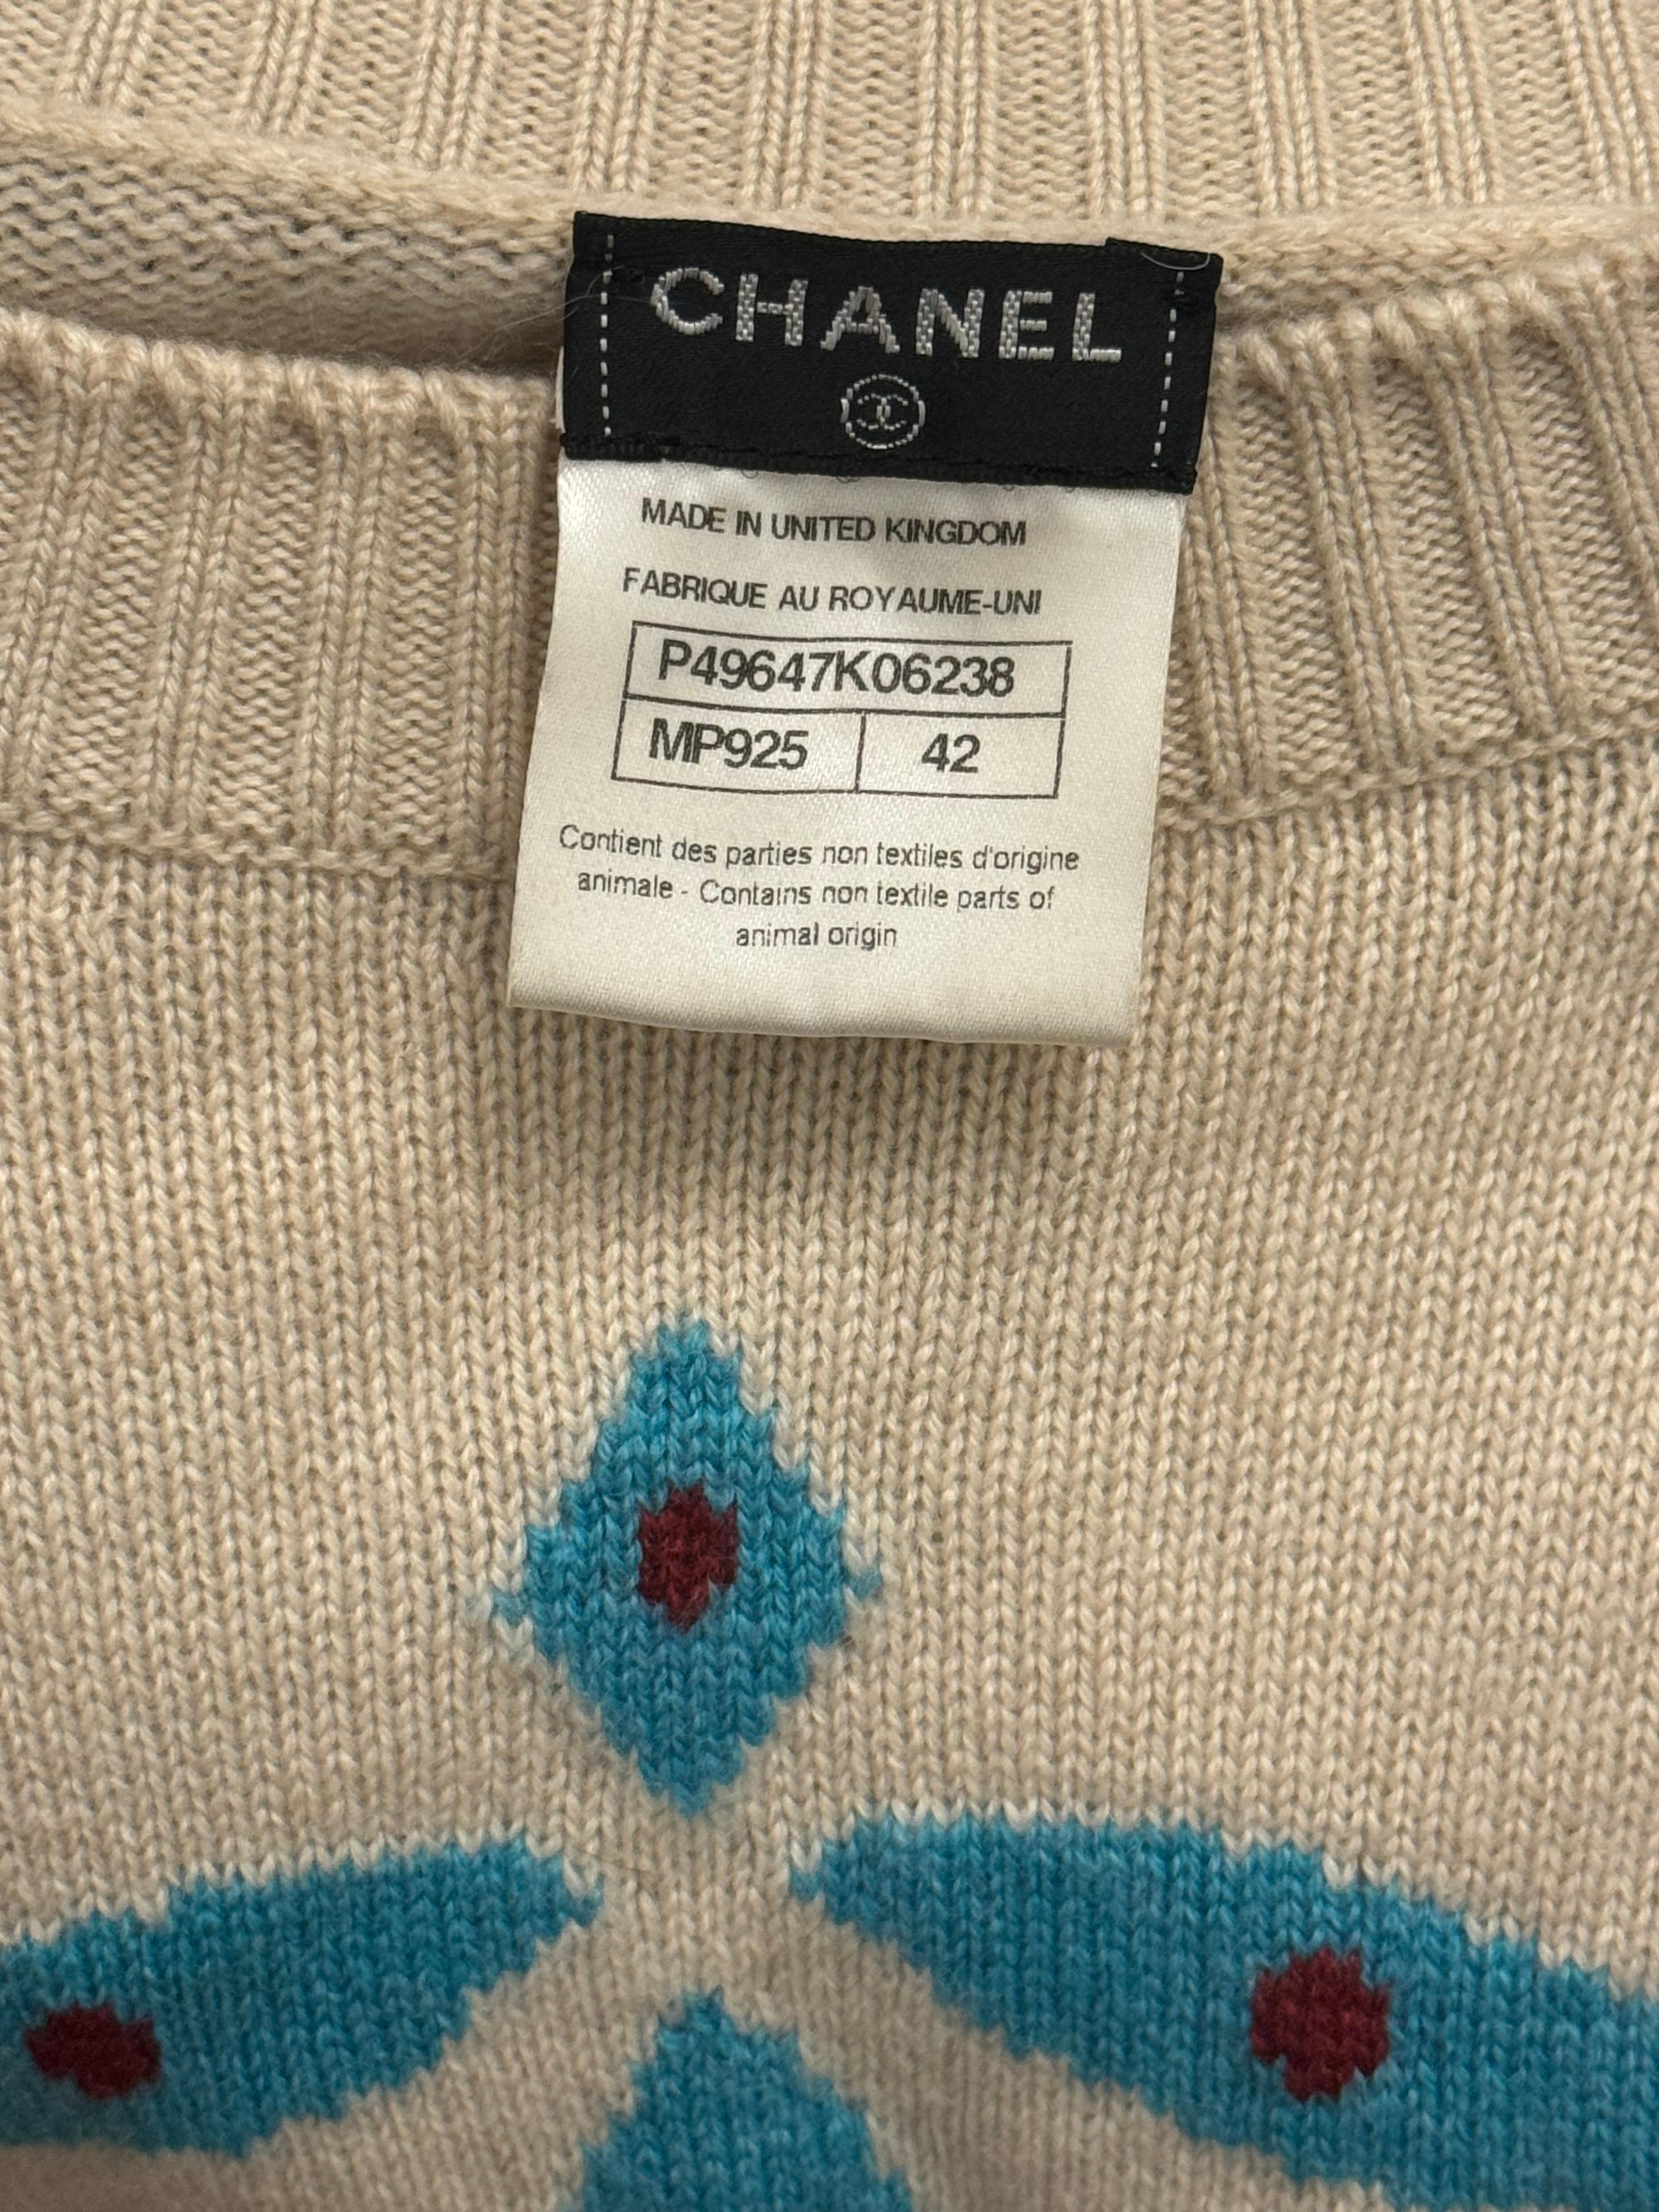 CHANEL
MADE IN UNITED KINGDOM
FABRIQUE AU ROYAUME-UNI
P49647K06238
MP925 42
Contient des parties non textiles d'origine
animale - Contains non textile parts of
animal origin